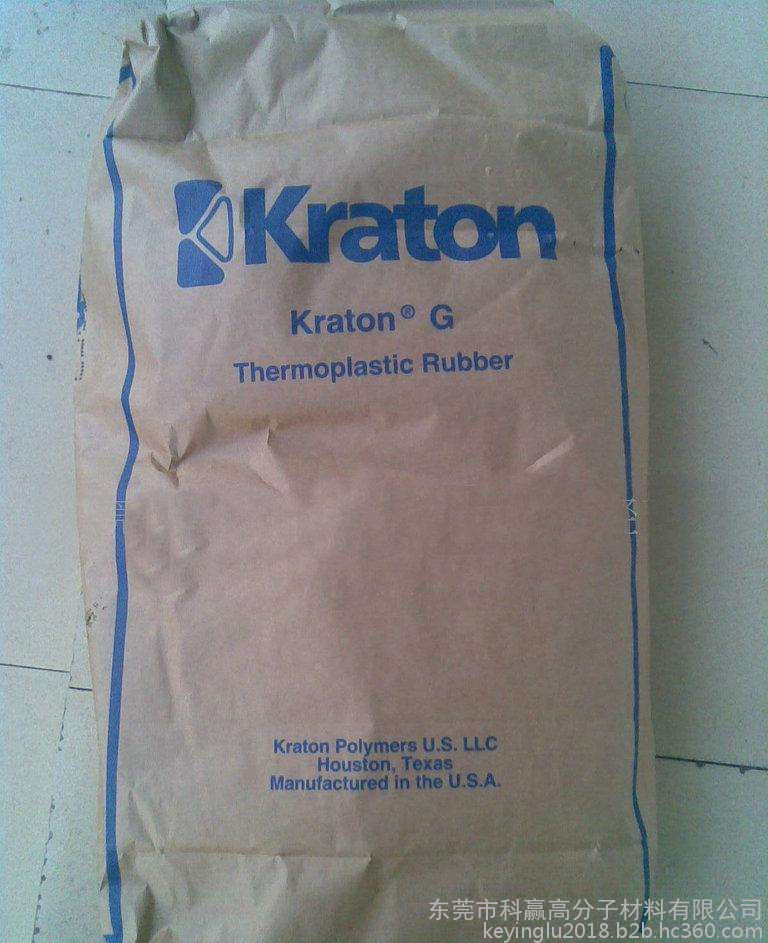 Kraton
Kraton® G
Thermoplastic Rubber
Kraton Polymers U.S. LLC
Houston, Texas
Manufactured in the U.S.A.
东莞市科赢高分子材料有限公司
keyinglu2018.b2b.hc360.com